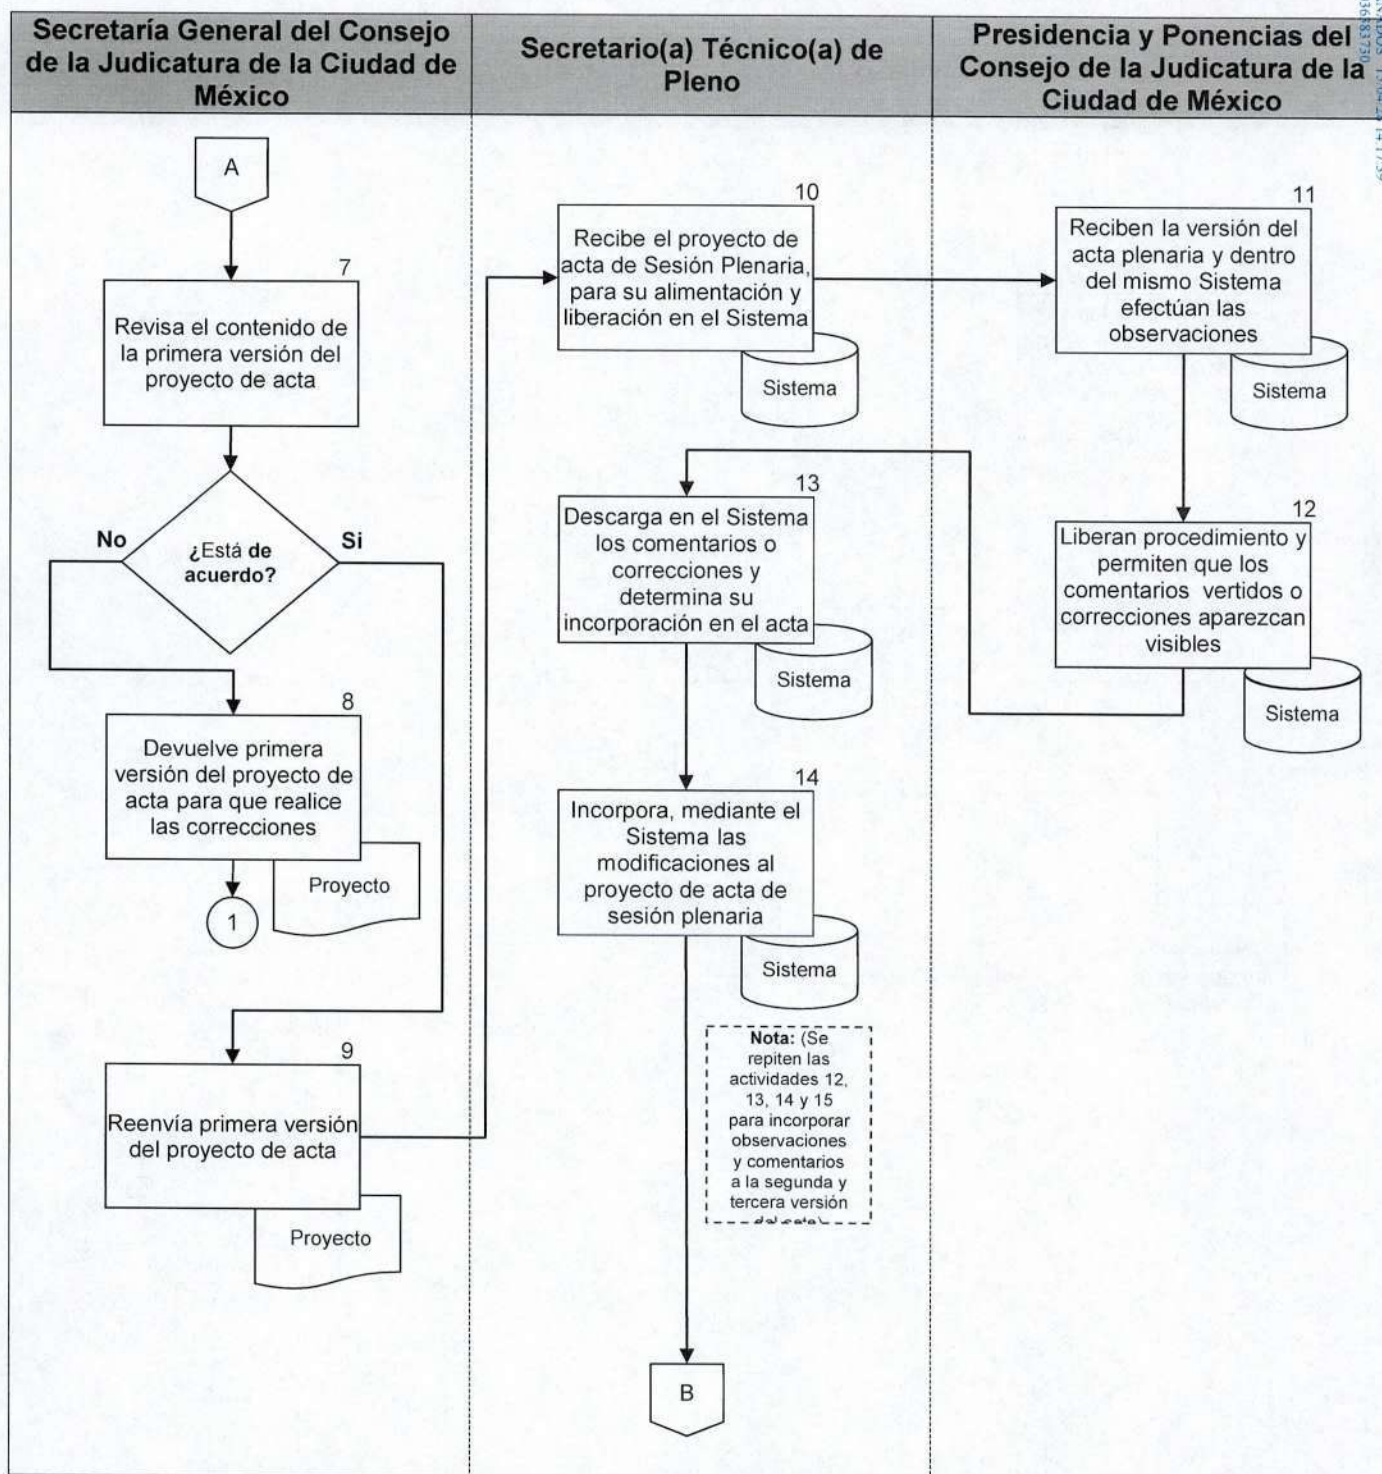 Secretaría General del Consejo
de la Judicatura de la Ciudad de
México
Secretario(a) Técnico(a) de
Pleno
Presidencia y Ponencias del
Consejo de la Judicatura de la
Ciudad de México
A
7
Revisa el contenido de
la primera versión del
proyecto de acta
No
¿Está de
acuerdo?
Si
8
Devuelve primera
versión del proyecto de
acta para que realice
las correcciones
Proyecto
1
9
Reenvía primera versión
del proyecto de acta
Proyecto
10
Recibe el proyecto de
acta de Sesión Plenaria,
para su alimentación y
liberación en el Sistema
Sistema
11
Reciben la versión del
acta plenaria y dentro
del mismo Sistema
efectúan las
observaciones
Sistema
12
Liberan procedimiento y
permiten que los
comentarios vertidos o
correcciones aparezcan
visibles
Sistema
13
Descarga en el Sistema
los comentarios o
correcciones y
determina su
incorporación en el acta
Sistema
14
Incorpora, mediante el
Sistema las
modificaciones al
proyecto de acta de
sesión plenaria
Sistema
Nota: (Se
repiten las
actividades 12,
13, 14 y 15
para incorporar
observaciones
y comentarios
a la segunda y
tercera versión
B